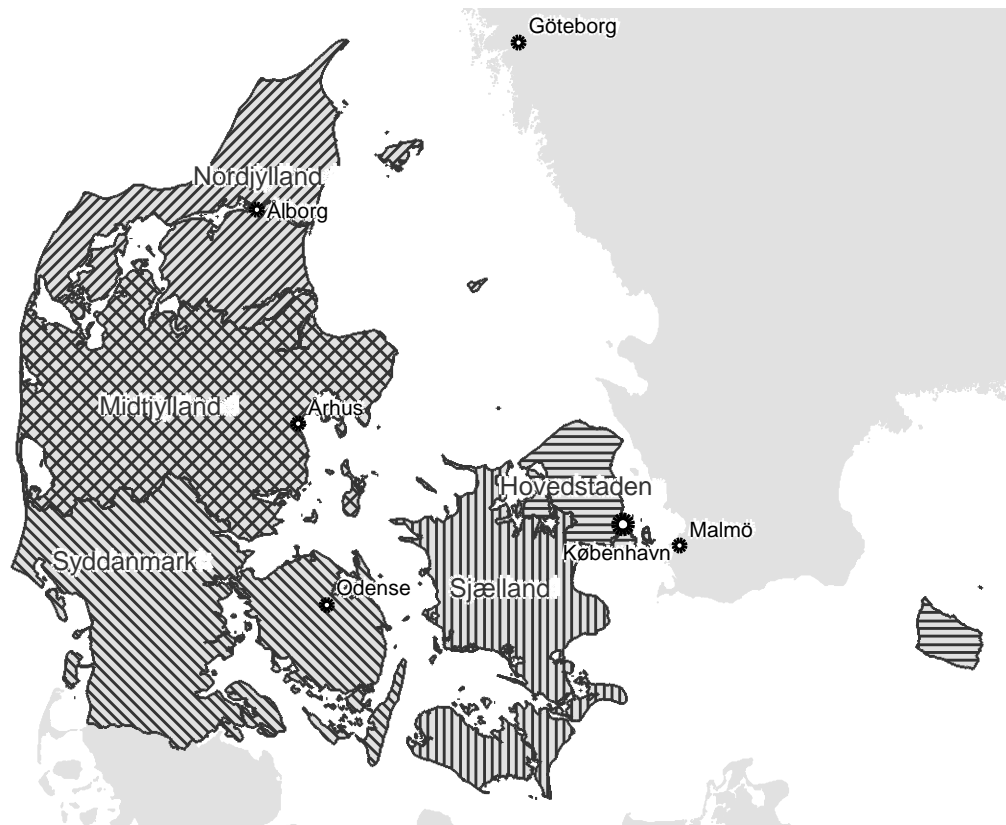 Göteborg
Nordjylland
Ålborg
Midtjylland
Århus
Hovedstaden
København
Malmö
Syddanmark
Odense
Sjælland